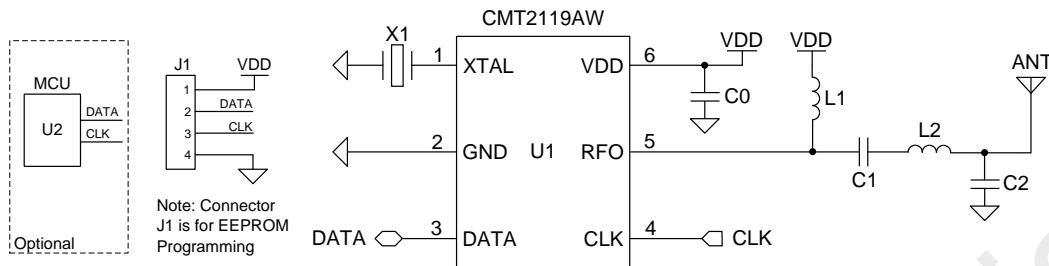 CMT2119AW
MCU
U2
DATA
CLK
Optional
J1
VDD
1
2
DATA
3
CLK
4
Note: Connector
J1 is for EEPROM
Programming
X1
1
XTAL
2
GND
DATA
3
DATA
U1
VDD
6
VDD
C0
RFO
5
VDD
L1
C1
L2
C2
ANT
CLK
4
CLK